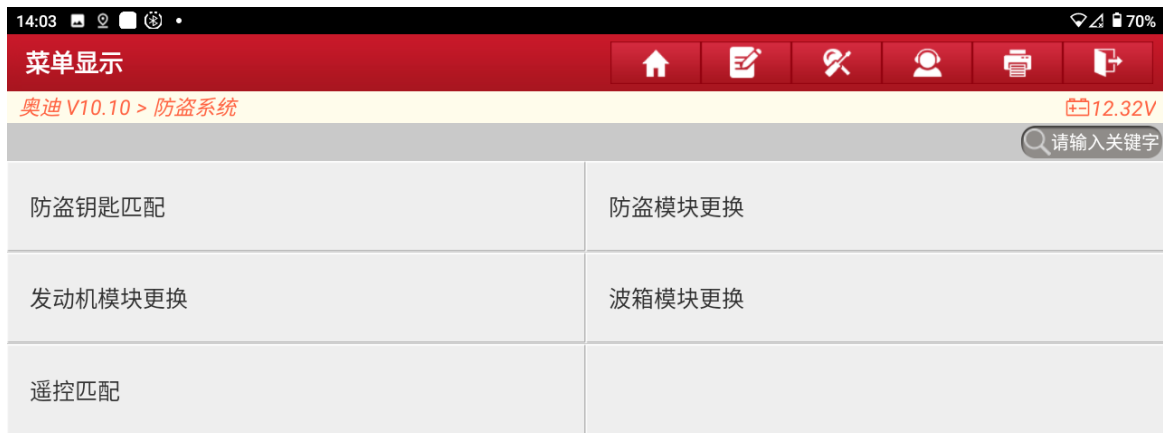 14:03 70%
菜单显示
奥迪 V10.10 > 防盗系统 12.32V
请输入关键字
防盗钥匙匹配 防盗模块更换
发动机模块更换 波箱模块更换
遥控匹配